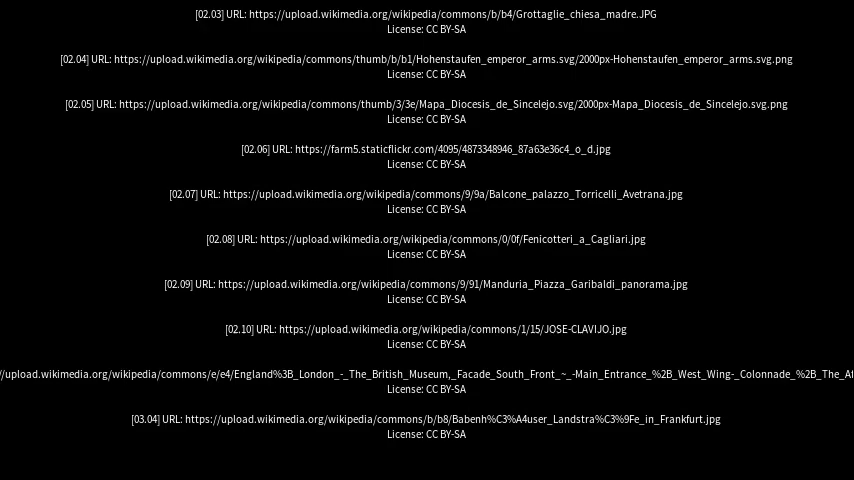 [02.03] URL: https://upload.wikimedia.org/wikipedia/commons/b/b4/Grottaglie_chiesa_madre.JPG
License: CC BY-SA
[02.04] URL: https://upload.wikimedia.org/wikipedia/commons/thumb/b/b1/Hohenstaufen_emperor_arms.svg/2000px-Hohenstaufen_emperor_arms.svg.png
License: CC BY-SA
[02.05] URL: https://upload.wikimedia.org/wikipedia/commons/thumb/3/3e/Mapa_Diocesis_de_Sincelejo.svg/2000px-Mapa_Diocesis_de_Sincelejo.svg.png
License: CC BY-SA
[02.06] URL: https://farm5.staticflickr.com/4095/4873348946_87a63e36c4_o_d.jpg
License: CC BY-SA
[02.07] URL: https://upload.wikimedia.org/wikipedia/commons/9/9a/Balcone_palazzo_Torricelli_Avetrana.jpg
License: CC BY-SA
[02.08] URL: https://upload.wikimedia.org/wikipedia/commons/0/0f/Fenicotteri_a_Cagliari.jpg
License: CC BY-SA
[02.09] URL: https://upload.wikimedia.org/wikipedia/commons/9/91/Manduria_Piazza_Garibaldi_panorama.jpg
License: CC BY-SA
[02.10] URL: https://upload.wikimedia.org/wikipedia/commons/1/15/JOSE-CLAVIJO.jpg
License: CC BY-SA
//upload.wikimedia.org/wikipedia/commons/e/e4/England%3B_London_-_The_British_Museum,_Facade_South_Front_~_-Main_Entrance_%2B_West_Wing-_Colonnade_%2B_The_Af
License: CC BY-SA
[03.04] URL: https://upload.wikimedia.org/wikipedia/commons/b/b8/Babenh%C3%A4user_Landstra%C3%9Fe_in_Frankfurt.jpg
License: CC BY-SA